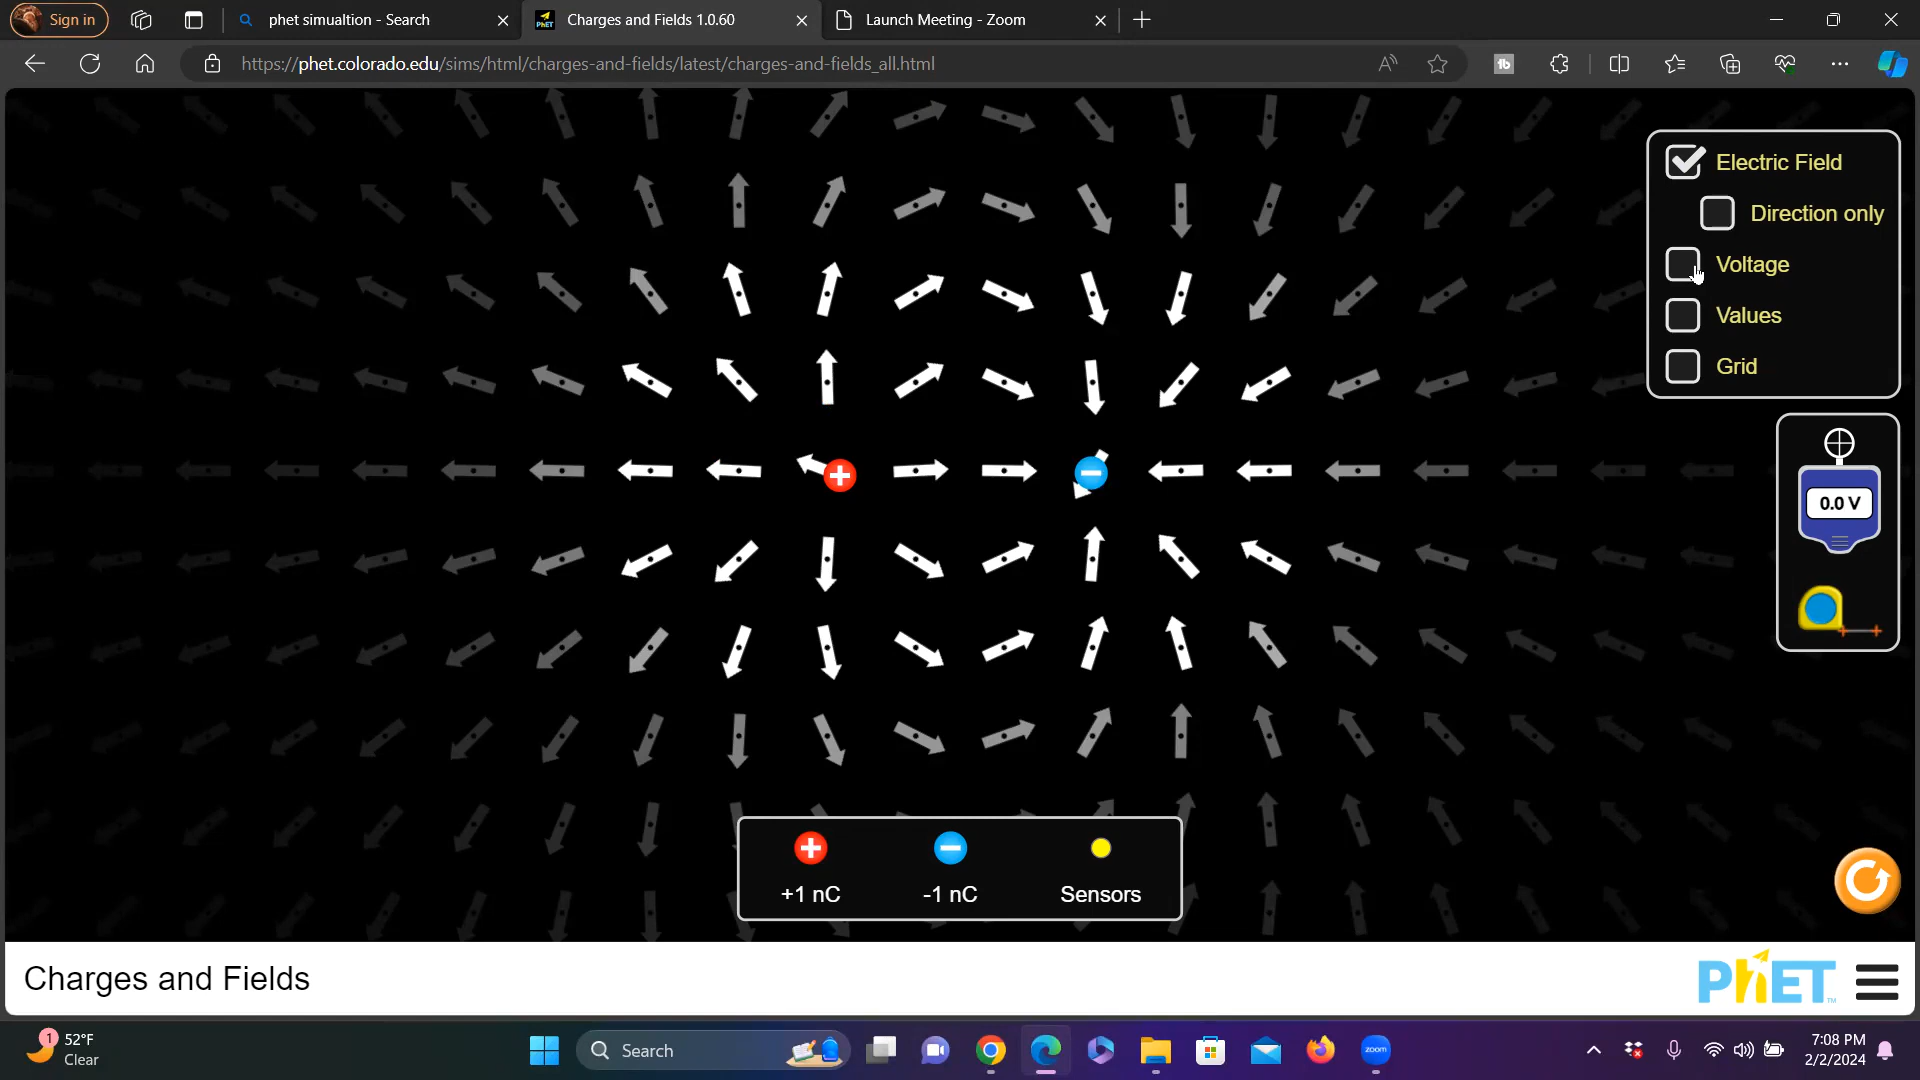 Sign in
phet simualtion - Search
Charges and Fields 1.0.60
Launch Meeting - Zoom
https://phet.colorado.edu/sims/html/charges-and-fields/latest/charges-and-fields_all.html
Electric Field
Direction only
Voltage
Values
Grid
0.0 V
+1 nC
-1 nC
Sensors
Charges and Fields
PhET
1
52°F
Clear
Search
zoom
7:08 PM
2/2/2024